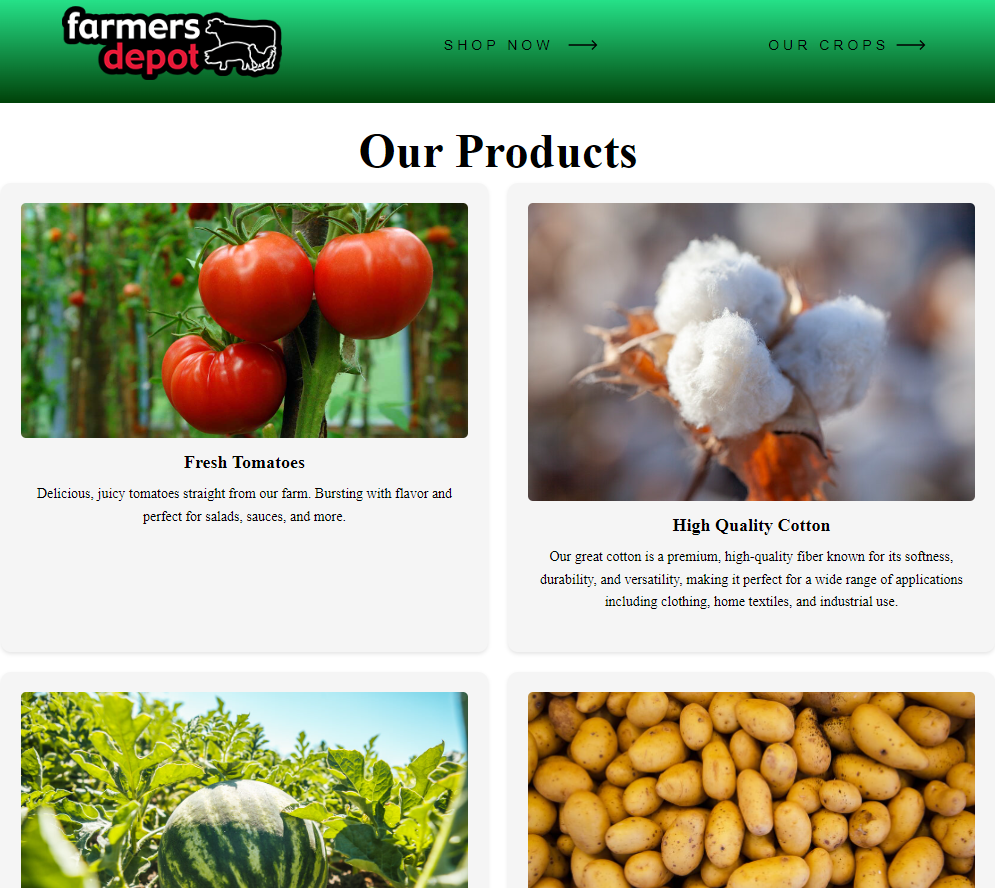 farmers
depot
SHOP NOW
OUR CROPS
Our Products
Fresh Tomatoes
Delicious, juicy tomatoes straight from our farm. Bursting with flavor and
perfect for salads, sauces, and more.
High Quality Cotton
Our great cotton is a premium, high-quality fiber known for its softness,
durability, and versatility, making it perfect for a wide range of applications
including clothing, home textiles, and industrial use.